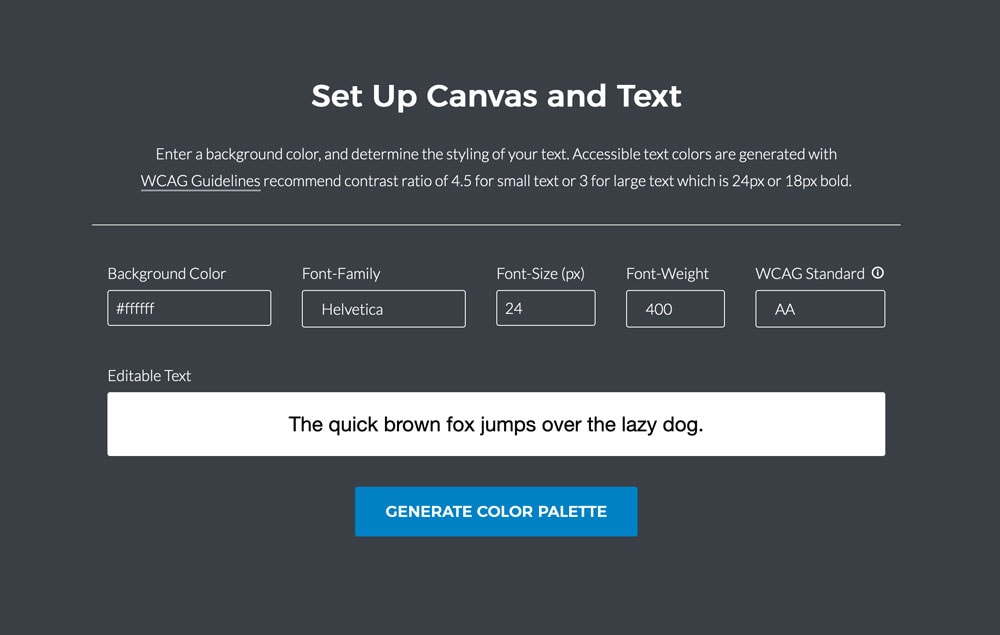 Set Up Canvas and Text
Enter a background color, and determine the styling of your text. Accessible text colors are generated with
WCAG Guidelines recommend contrast ratio of 4.5 for small text or 3 for large text which is 24px or 18px bold.
Background Color Font-Family Font-Size (px) Font-Weight WCAG Standard
#ffffff Helvetica 24 400 AA
Editable Text
The quick brown fox jumps over the lazy dog.
GENERATE COLOR PALETTE